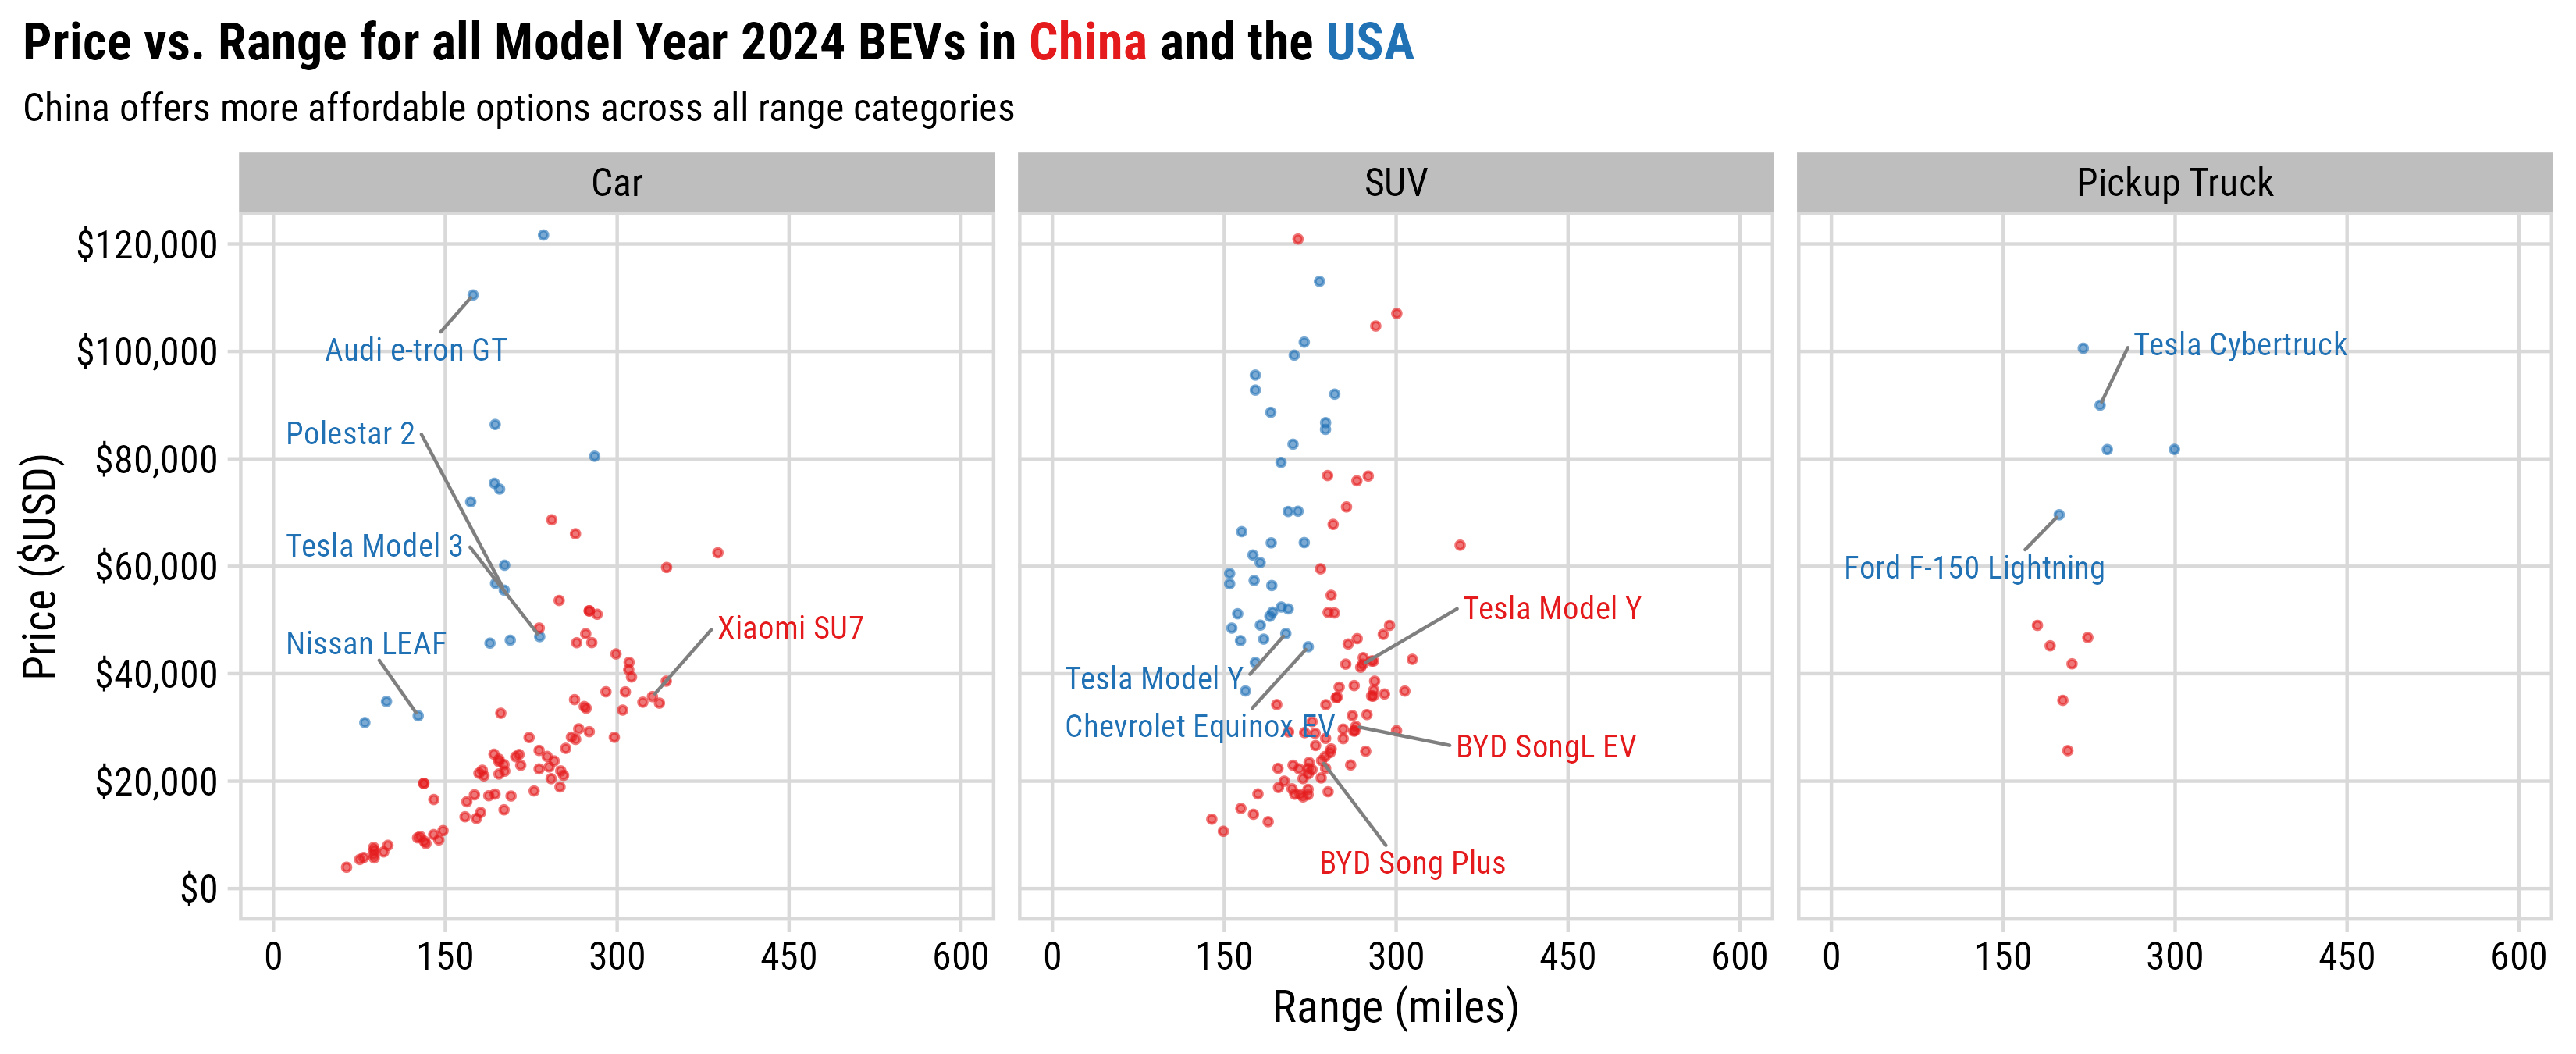 Price vs. Range for all Model Year 2024 BEVs in China and the USA
China offers more affordable options across all range categories
Car
SUV
Pickup Truck
Price ($USD)
$120,000
$100,000
$80,000
$60,000
$40,000
$20,000
$0
Audi e-tron GT
Polestar 2
Tesla Model 3
Nissan LEAF
Xiaomi SU7
Tesla Model Y
Tesla Model Y
Chevrolet Equinox EV
BYD SongL EV
BYD Song Plus
Tesla Cybertruck
Ford F-150 Lightning
0 150 300 450 600
0 150 300 450 600
0 150 300 450 600
Range (miles)